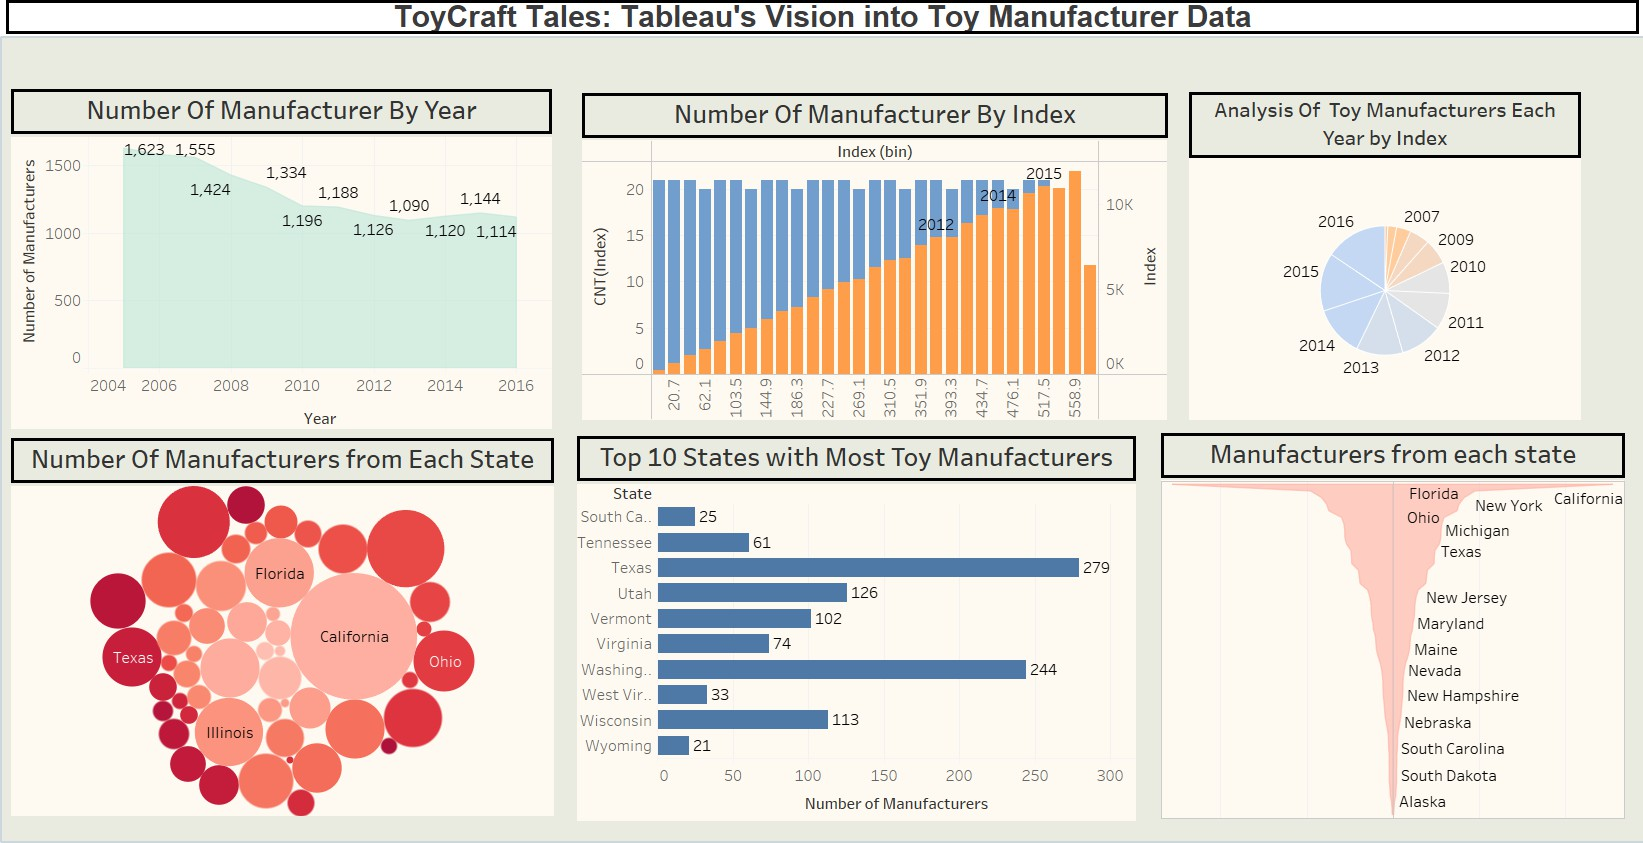 ToyCraft Tales: Tableau's Vision into Toy Manufacturer Data
Number Of Manufacturer By Year
Number of Manufacturers
1500
1000
500
0
1,623
1,555
1,424
1,334
1,196
1,188
1,126
1,090
1,120
1,144
1,114
2004
2006
2008
2010
2012
2014
2016
Year
Number Of Manufacturer By Index
Index (bin)
CNT(Index)
20
15
10
5
0
2012
2014
2015
10K
5K
0K
Index
20.7
62.1
103.5
144.9
186.3
227.7
269.1
310.5
351.9
393.3
434.7
476.1
517.5
558.9
Analysis Of Toy Manufacturers Each
Year by Index
2016
2007
2009
2015
2010
2011
2014
2012
2013
Number Of Manufacturers from Each State
Florida
California
Texas
Ohio
Illinois
Top 10 States with Most Toy Manufacturers
State
South Ca.. 25
Tennessee 61
Texas 279
Utah 126
Vermont 102
Virginia 74
Washing.. 244
West Vir.. 33
Wisconsin 113
Wyoming 21
0 50 100 150 200 250 300
Number of Manufacturers
Manufacturers from each state
Florida
California
New York
Ohio
Michigan
Texas
New Jersey
Maryland
Maine
Nevada
New Hampshire
Nebraska
South Carolina
South Dakota
Alaska